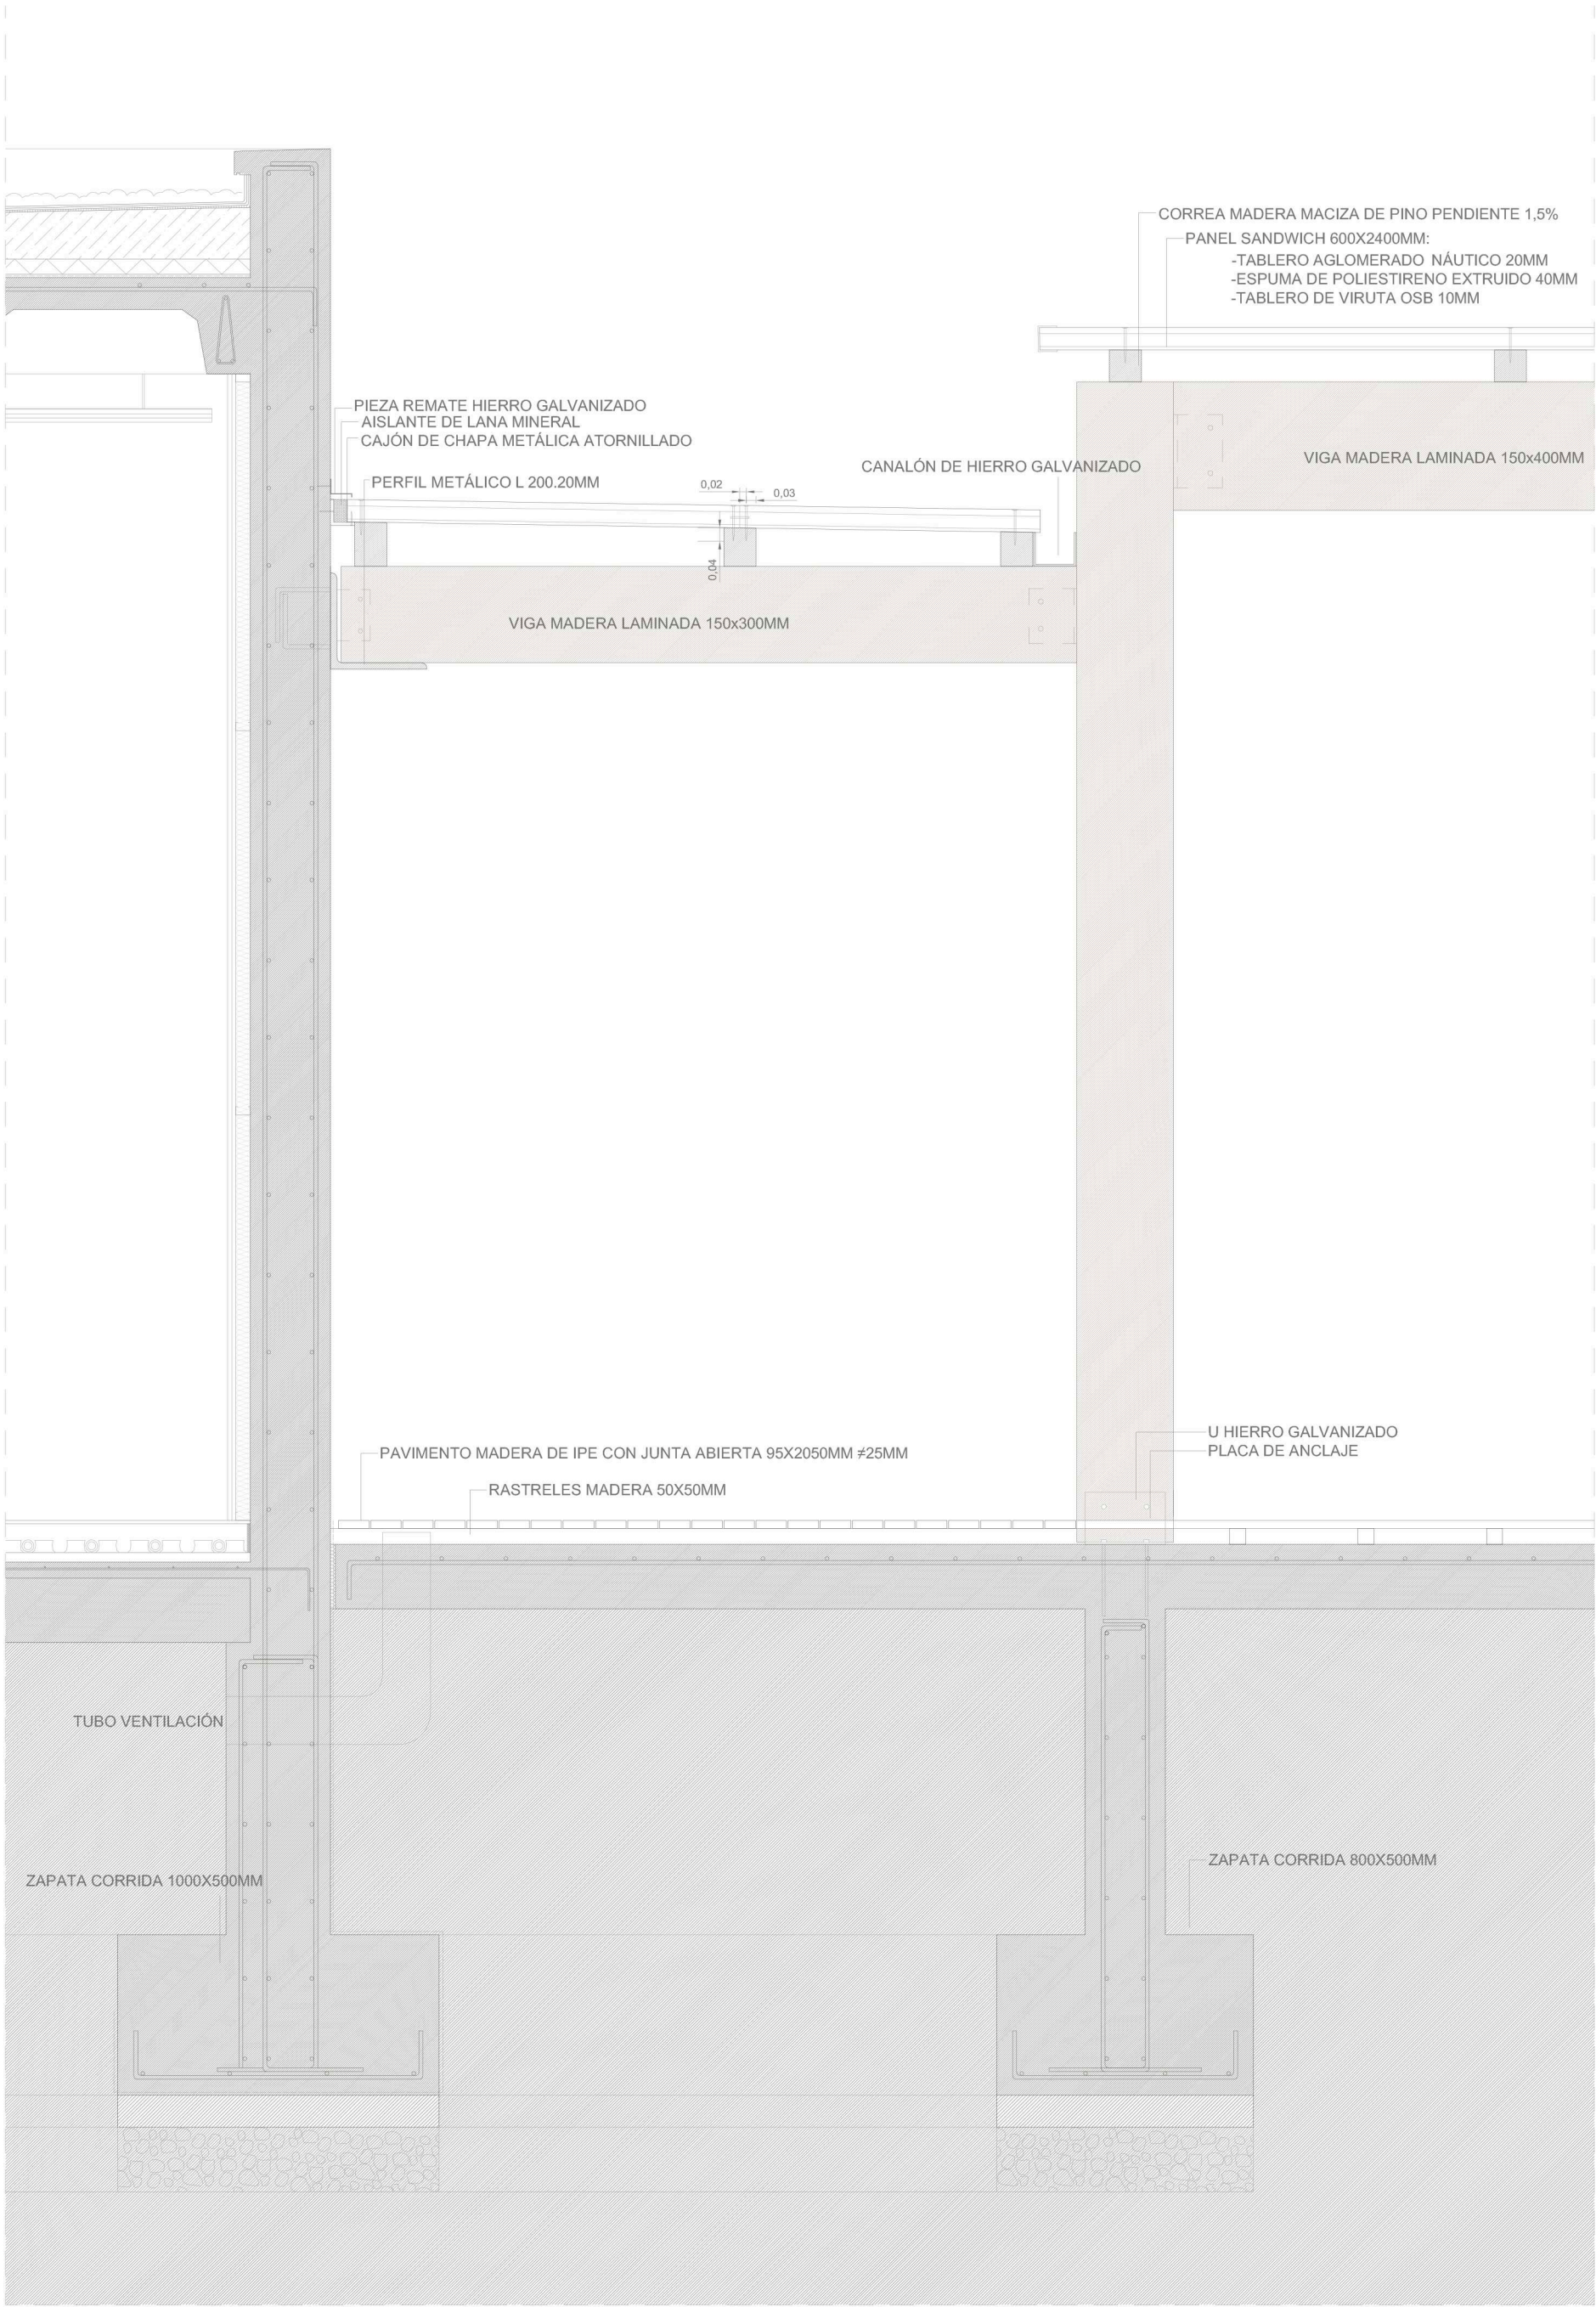 CORREA MADERA MACIZA DE PINO PENDIENTE 1,5%
PANEL SANDWICH 600X2400MM:
-TABLERO AGLOMERADO NÁUTICO 20MM
-ESPUMA DE POLIESTIRENO EXTRUIDO 40MM
-TABLERO DE VIRUTA OSB 10MM
PIEZA REMATE HIERRO GALVANIZADO
AISLANTE DE LANA MINERAL
CAJÓN DE CHAPA METÁLICA ATORNILLADO
PERFIL METÁLICO L 200.20MM
CANALÓN DE HIERRO GALVANIZADO
VIGA MADERA LAMINADA 150x400MM
0,02
0,03
0,04
VIGA MADERA LAMINADA 150x300MM
U HIERRO GALVANIZADO
PLACA DE ANCLAJE
PAVIMENTO MADERA DE IPE CON JUNTA ABIERTA 95X2050MM ≠25MM
RASTRELES MADERA 50X50MM
TUBO VENTILACIÓN
ZAPATA CORRIDA 1000X500MM
ZAPATA CORRIDA 800X500MM